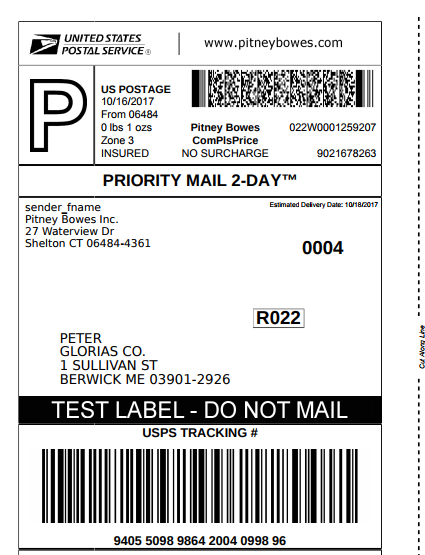 UNITED STATES
POSTAL SERVICE®
www.pitneybowes.com
P
US POSTAGE
10/16/2017
From 06484
0 lbs 1 ozs
Zone 3
INSURED
Pitney Bowes
ComPlsPrice
NO SURCHARGE
022W0001259207
9021678263
PRIORITY MAIL 2-DAY™
Estimated Delivery Date: 10/18/2017
sender_fname
Pitney Bowes Inc.
27 Waterview Dr
Shelton CT 06484-4361
0004
R022
PETER
GLORIAS CO.
1 SULLIVAN ST
BERWICK ME 03901-2926
TEST LABEL - DO NOT MAIL
USPS TRACKING #
9405 5098 9864 2004 0998 96
Cut Along Line